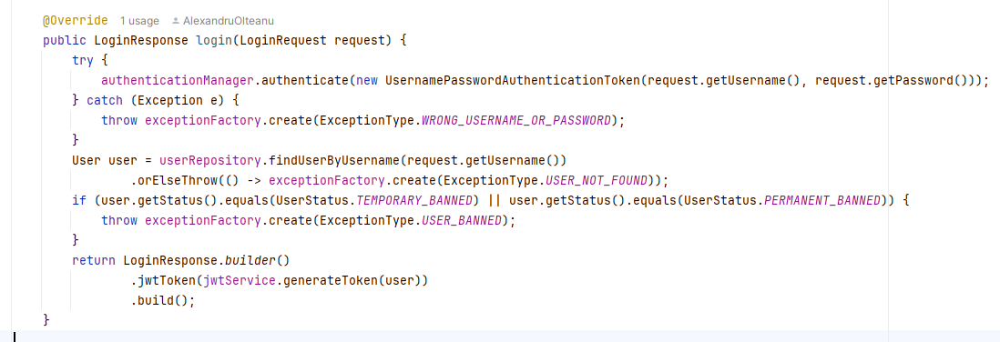 @Override 1 usage AlexandruOlteanu
public LoginResponse login(LoginRequest request) {
    try {
        authenticationManager.authenticate(new UsernamePasswordAuthenticationToken(request.getUsername(), request.getPassword()));
    } catch (Exception e) {
        throw exceptionFactory.create(ExceptionType.WRONG_USERNAME_OR_PASSWORD);
    }
    User user = userRepository.findUserByUsername(request.getUsername())
            .orElseThrow(() -> exceptionFactory.create(ExceptionType.USER_NOT_FOUND));
    if (user.getStatus().equals(UserStatus.TEMPORARY_BANNED) || user.getStatus().equals(UserStatus.PERMANENT_BANNED)) {
        throw exceptionFactory.create(ExceptionType.USER_BANNED);
    }
    return LoginResponse.builder()
            .jwtToken(jwtService.generateToken(user))
            .build();
}